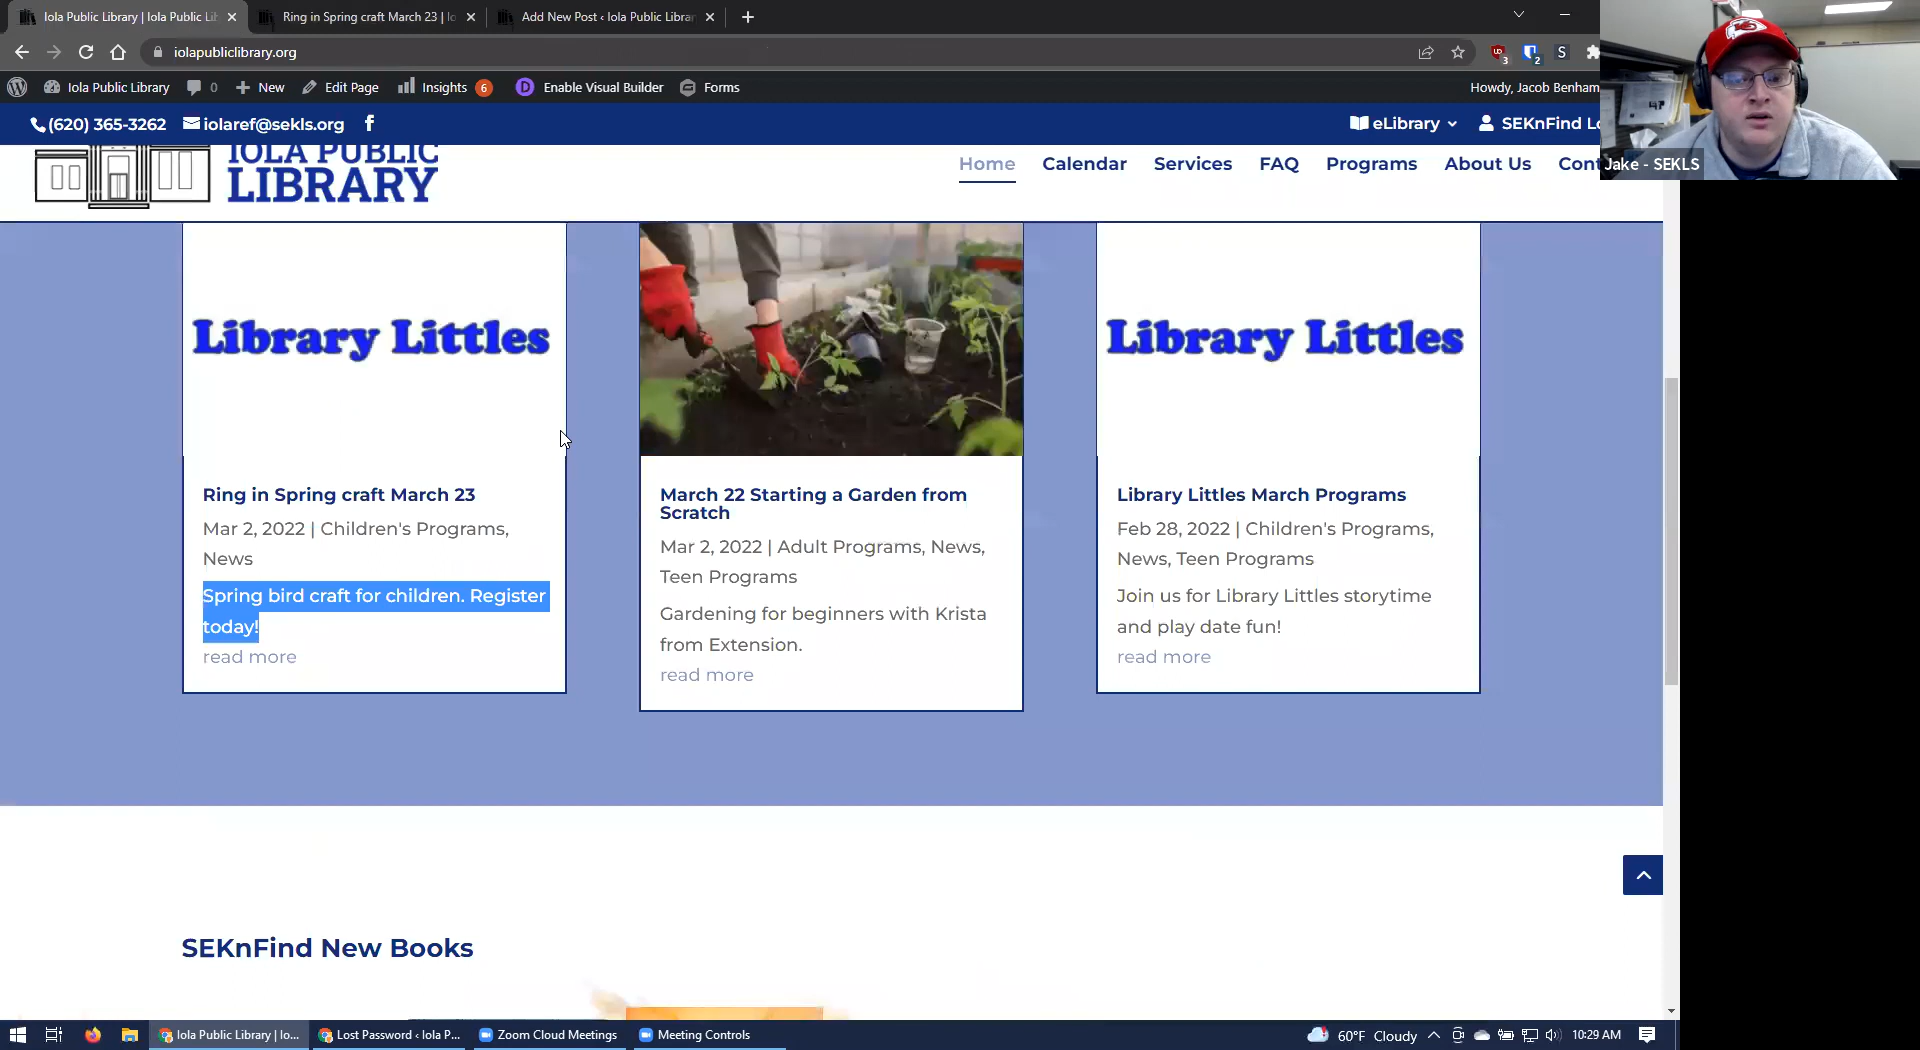 Iola Public Library | Iola Public Lib
Ring in Spring craft March 23 | Io
Add New Post ‹ Iola Public Librar
iolapubliclibrary.org
3
2
S
Iola Public Library
0
New
Edit Page
Insights 6
D Enable Visual Builder
Forms
Howdy, Jacob Benham
(620) 365-3262
iolaref@sekls.org
eLibrary
SEKnFind Lo
Jake - SEKLS
IOLA PUBLIC
LIBRARY
Home
Calendar
Services
FAQ
Programs
About Us
Cont
Library Littles
Ring in Spring craft March 23
Mar 2, 2022 | Children's Programs,
News
Spring bird craft for children. Register
today!
read more
March 22 Starting a Garden from
Scratch
Mar 2, 2022 | Adult Programs, News,
Teen Programs
Gardening for beginners with Krista
from Extension.
read more
Library Littles
Library Littles March Programs
Feb 28, 2022 | Children's Programs,
News, Teen Programs
Join us for Library Littles storytime
and play date fun!
read more
SEKnFind New Books
Iola Public Library | Io...
Lost Password ‹ Iola P...
Zoom Cloud Meetings
Meeting Controls
60°F Cloudy
10:29 AM